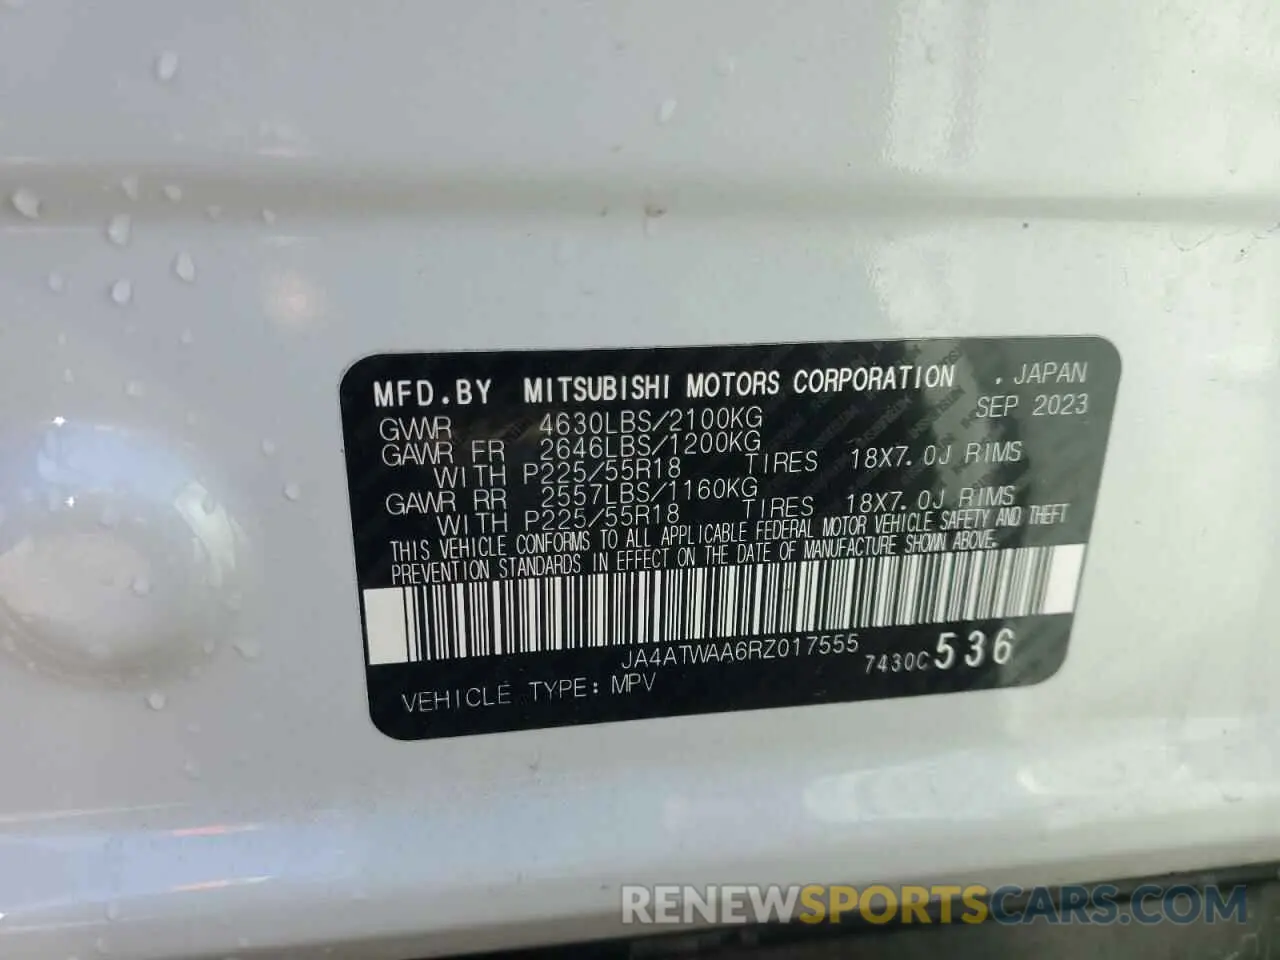 MFD.BY MITSUBISHI MOTORS CORPORATION . JAPAN
GVWR 4630LBS/2100KG SEP 2023
GAWR FR 2646LBS/1200KG
WITH P225/55R18 TIRES 18X7.0J RIMS
GAWR RR 2557LBS/1160KG
WITH P225/55R18 TIRES 18X7.0J RIMS
THIS VEHICLE CONFORMS TO ALL APPLICABLE FEDERAL MOTOR VEHICLE SAFETY AND THEFT
PREVENTION STANDARDS IN EFFECT ON THE DATE OF MANUFACTURE SHOWN ABOVE.
JA4ATWAA6RZ017555 7430C 536
VEHICLE TYPE: MPV
RENEWSPORTSCARS.COM